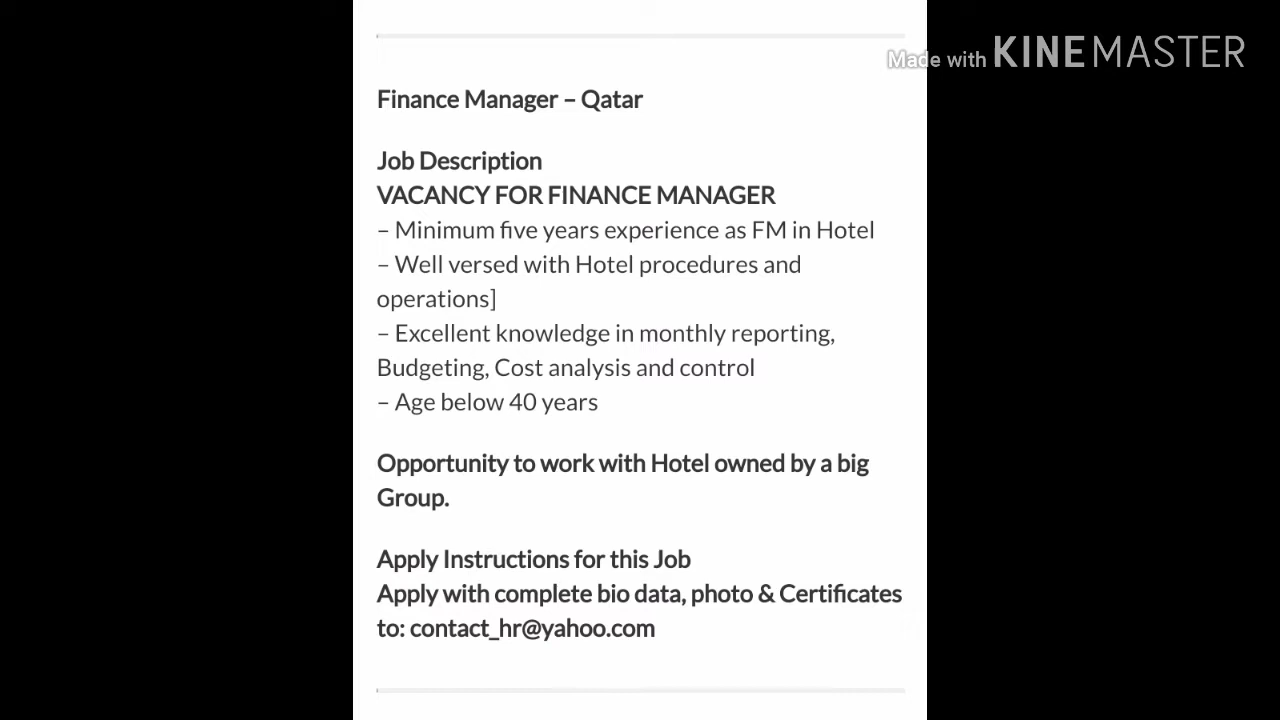 Made with KINEMASTER
Finance Manager – Qatar
Job Description
VACANCY FOR FINANCE MANAGER
– Minimum five years experience as FM in Hotel
– Well versed with Hotel procedures and
operations]
– Excellent knowledge in monthly reporting,
Budgeting, Cost analysis and control
– Age below 40 years
Opportunity to work with Hotel owned by a big
Group.
Apply Instructions for this Job
Apply with complete bio data, photo & Certificates
to: contact_hr@yahoo.com